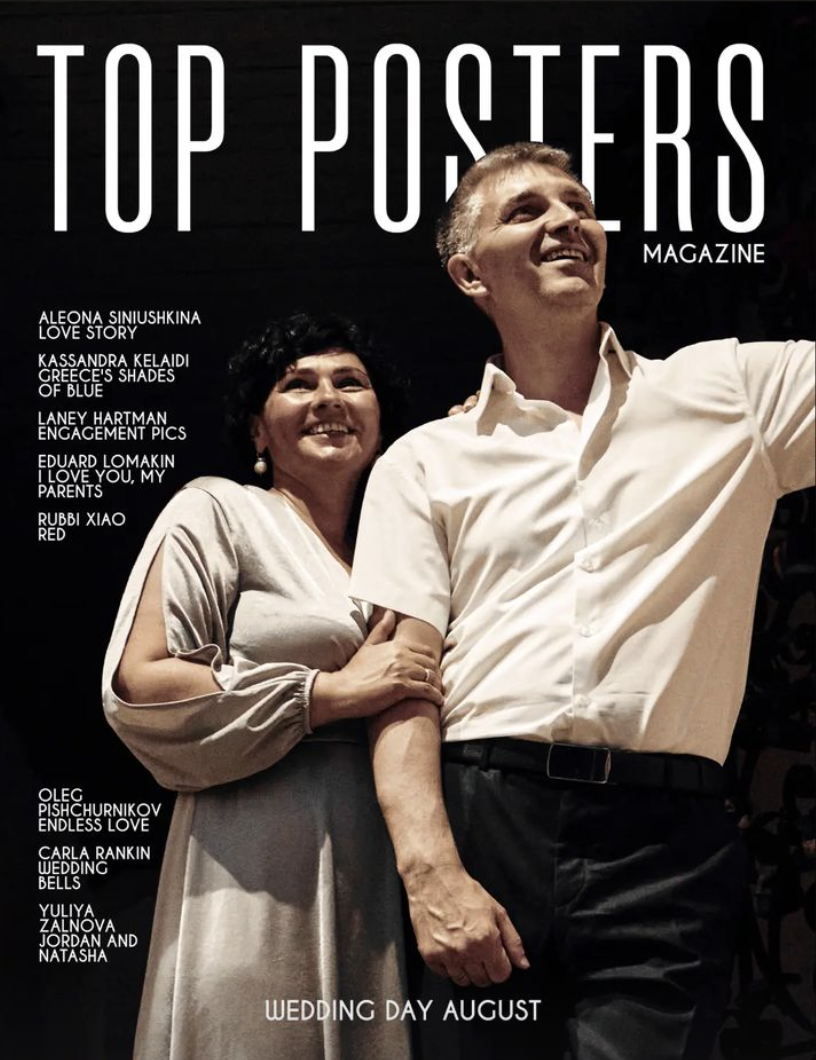 TOP POSTERS
MAGAZINE
ALEONA SINIUSHKINA
LOVE STORY
KASSANDRA KELAIDI
GREECE'S SHADES
OF BLUE
LANEY HARTMAN
ENGAGEMENT PICS
EDUARD LOMAKIN
I LOVE YOU, MY
PARENTS
RUBBI XIAO
RED
OLEG
PISHCHURNIKOV
ENDLESS LOVE
CARLA RANKIN
WEDDING
BELLS
YULIYA
ZALNOVA
JORDAN AND
NATASHA
WEDDING DAY AUGUST